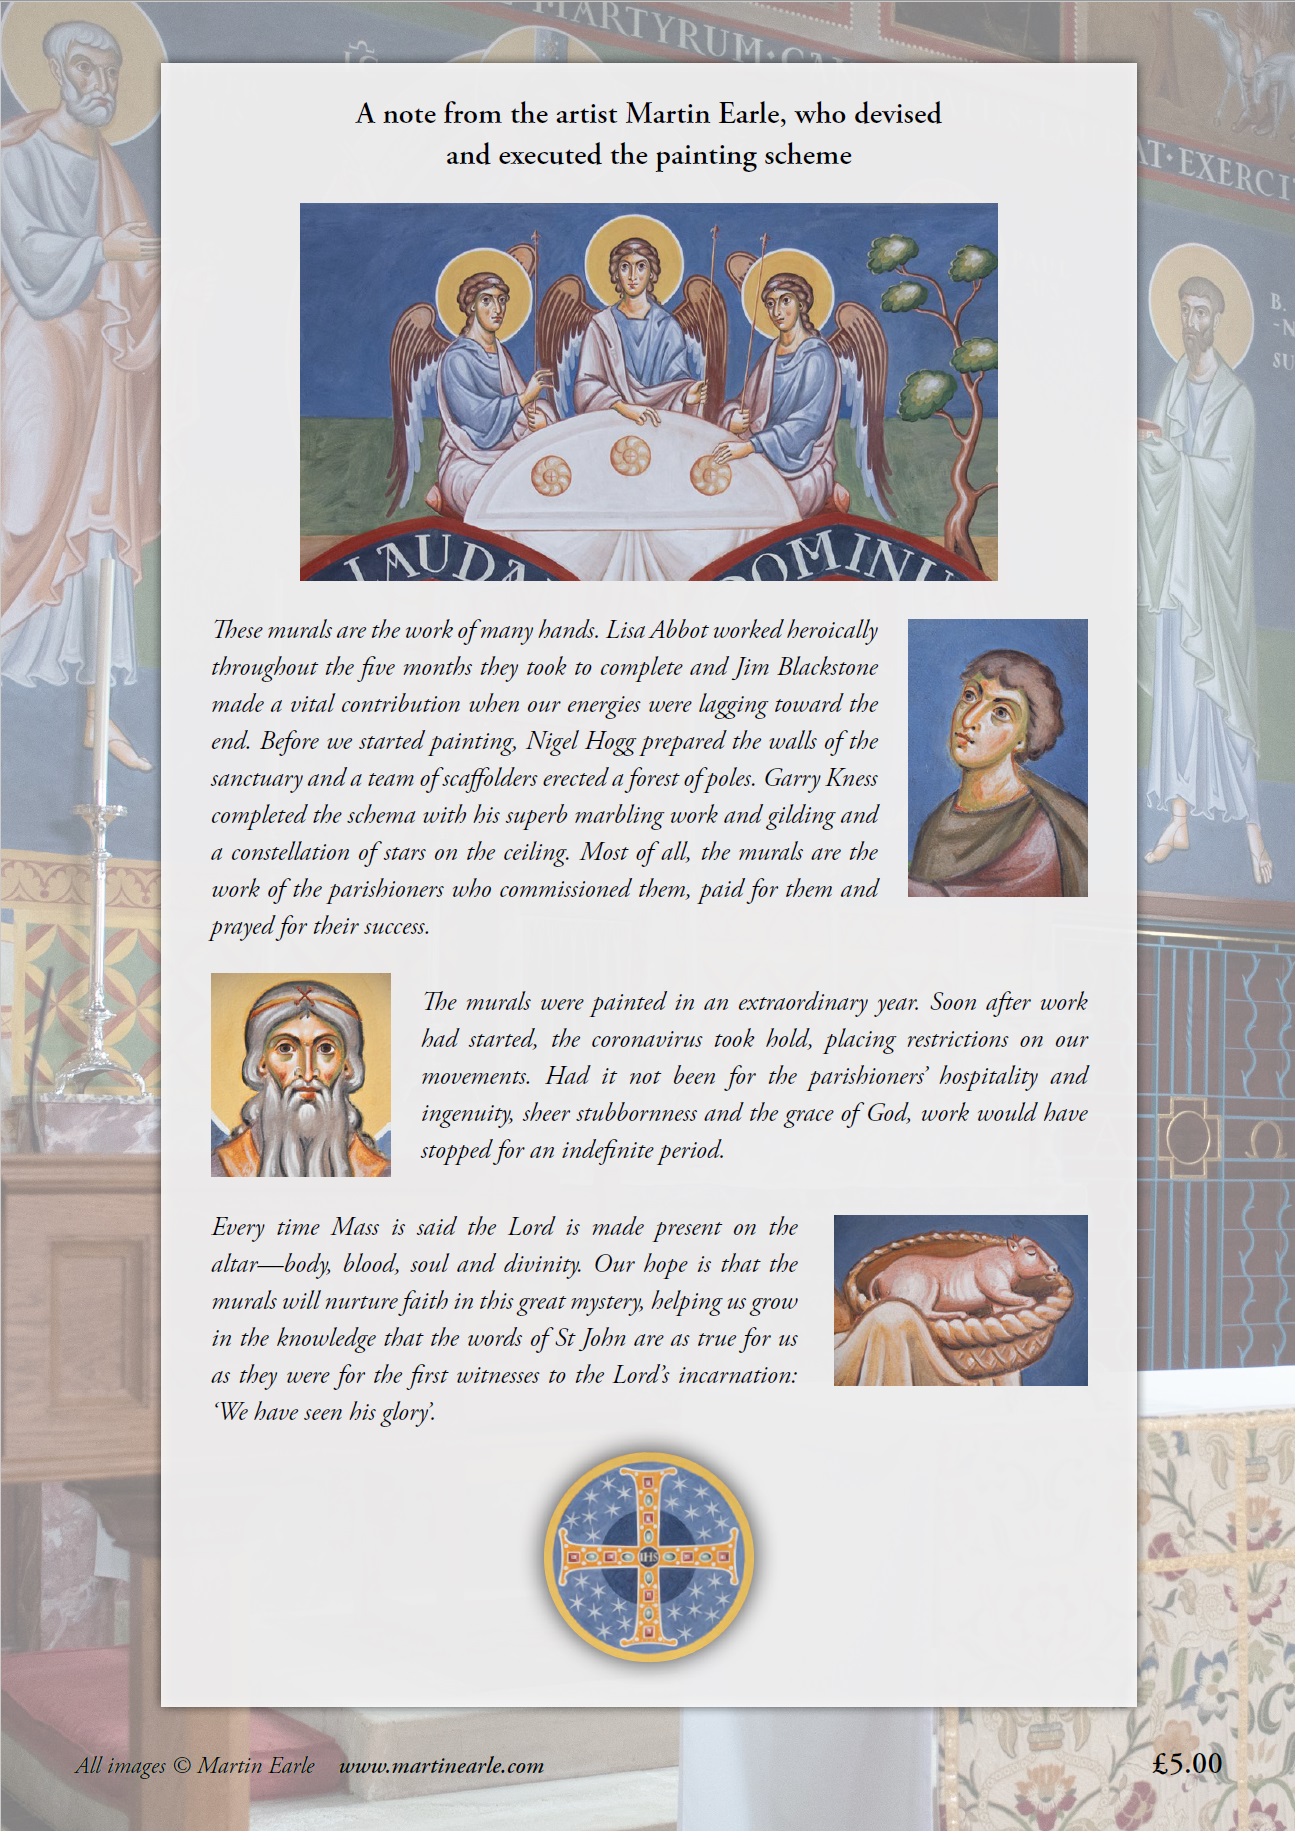 MARTYRUM·CA
AT·EXERCI
B.
-N
SU
A note from the artist Martin Earle, who devised
and executed the painting scheme
LAUDA
DOMINU
These murals are the work of many hands. Lisa Abbot worked heroically
throughout the five months they took to complete and Jim Blackstone
made a vital contribution when our energies were lagging toward the
end. Before we started painting, Nigel Hogg prepared the walls of the
sanctuary and a team of scaffolders erected a forest of poles. Garry Kness
completed the schema with his superb marbling work and gilding and
a constellation of stars on the ceiling. Most of all, the murals are the
work of the parishioners who commissioned them, paid for them and
prayed for their success.
The murals were painted in an extraordinary year. Soon after work
had started, the coronavirus took hold, placing restrictions on our
movements. Had it not been for the parishioners’ hospitality and
ingenuity, sheer stubbornness and the grace of God, work would have
stopped for an indefinite period.
Every time Mass is said the Lord is made present on the
altar—body, blood, soul and divinity. Our hope is that the
murals will nurture faith in this great mystery, helping us grow
in the knowledge that the words of St John are as true for us
as they were for the first witnesses to the Lord’s incarnation:
‘We have seen his glory’.
IHS
Ω
All images © Martin Earle www.martinearle.com
£5.00